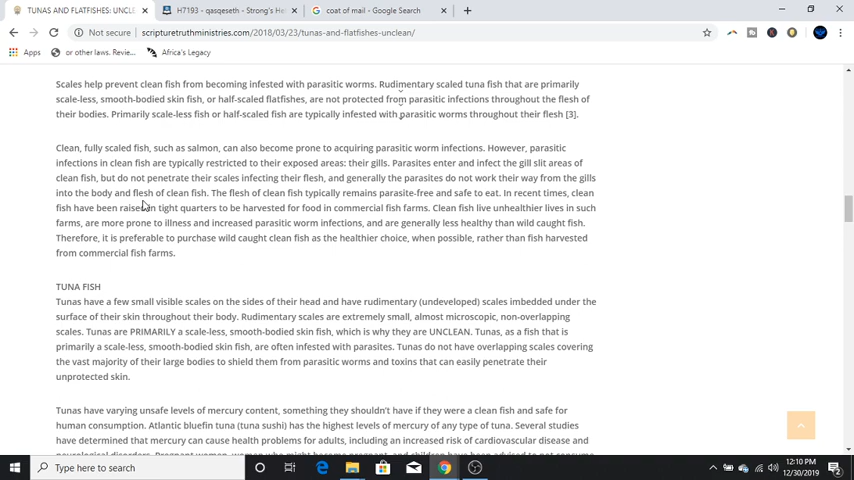 TUNAS AND FLATFISHES: UNCLE
H7193 - qasqeseth - Strong's He
coat of mail - Google Search
Not secure | scripturetruthministries.com/2018/03/23/tunas-and-flatfishes-unclean/
Apps
or other laws. Revie...
Africa's Legacy
Scales help prevent clean fish from becoming infested with parasitic worms. Rudimentary scaled tuna fish that are primarily
scale-less, smooth-bodied skin fish, or half-scaled flatfishes, are not protected from parasitic infections throughout the flesh of
their bodies. Primarily scale-less fish or half-scaled fish are typically infested with parasitic worms throughout their flesh [3].
Clean, fully scaled fish, such as salmon, can also become prone to acquiring parasitic worm infections. However, parasitic
infections in clean fish are typically restricted to their exposed areas: their gills. Parasites enter and infect the gill slit areas of
clean fish, but do not penetrate their scales infecting their flesh, and generally the parasites do not work their way from the gills
into the body and flesh of clean fish. The flesh of clean fish typically remains parasite-free and safe to eat. In recent times, clean
fish have been raised in tight quarters to be harvested for food in commercial fish farms. Clean fish live unhealthier lives in such
farms, are more prone to illness and increased parasitic worm infections, and are generally less healthy than wild caught fish.
Therefore, it is preferable to purchase wild caught clean fish as the healthier choice, when possible, rather than fish harvested
from commercial fish farms.
TUNA FISH
Tunas have a few small visible scales on the sides of their head and have rudimentary (undeveloped) scales imbedded under the
surface of their skin throughout their body. Rudimentary scales are extremely small, almost microscopic, non-overlapping
scales. Tunas are PRIMARILY a scale-less, smooth-bodied skin fish, which is why they are UNCLEAN. Tunas, as a fish that is
primarily a scale-less, smooth-bodied skin fish, are often infested with parasites. Tunas do not have overlapping scales covering
the vast majority of their large bodies to shield them from parasitic worms and toxins that can easily penetrate their
unprotected skin.
Tunas have varying unsafe levels of mercury content, something they shouldn't have if they were a clean fish and safe for
human consumption. Atlantic bluefin tuna (tuna sushi) has the highest levels of mercury of any type of tuna. Several studies
have determined that mercury can cause health problems for adults, including an increased risk of cardiovascular disease and
neurological disorders. Pregnant women, women who might become pregnant, and children have been advised to not consume
Type here to search
12:10 PM
12/30/2019
2